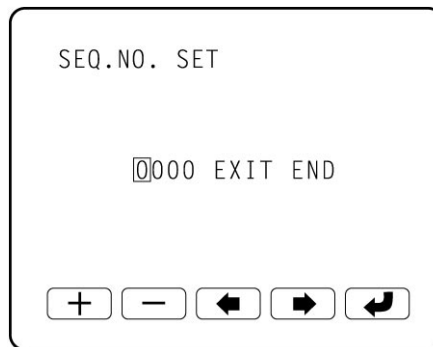 SEQ.NO. SET
0000 EXIT END
+ − ← → ↵